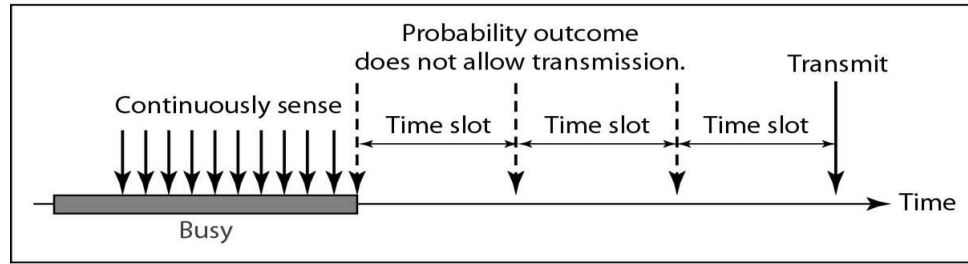 Probability outcome
does not allow transmission.
Transmit
Continuously sense
Time slot
Time slot
Time slot
Time
Busy